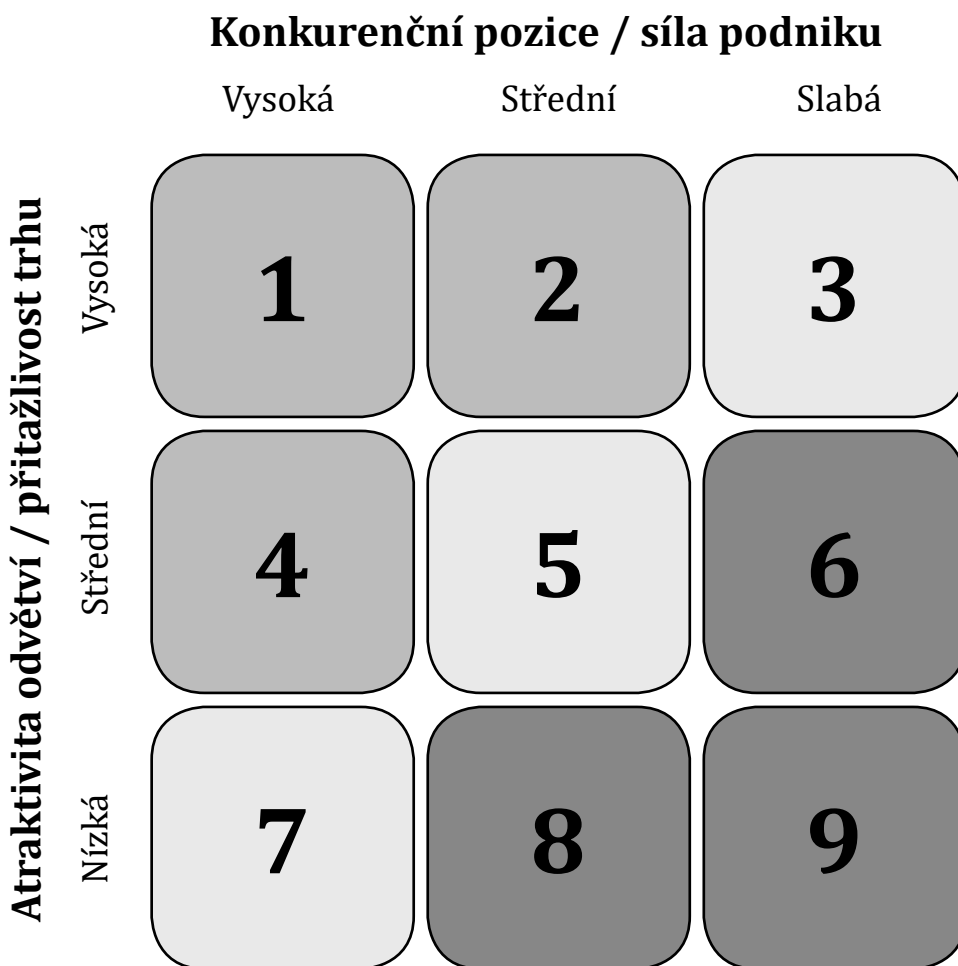 Konkurenční pozice / síla podniku
Vysoká Střední Slabá
Atraktivita odvětví / přitažlivost trhu
Vysoká
1 2 3
Střední
4 5 6
Nízká
7 8 9